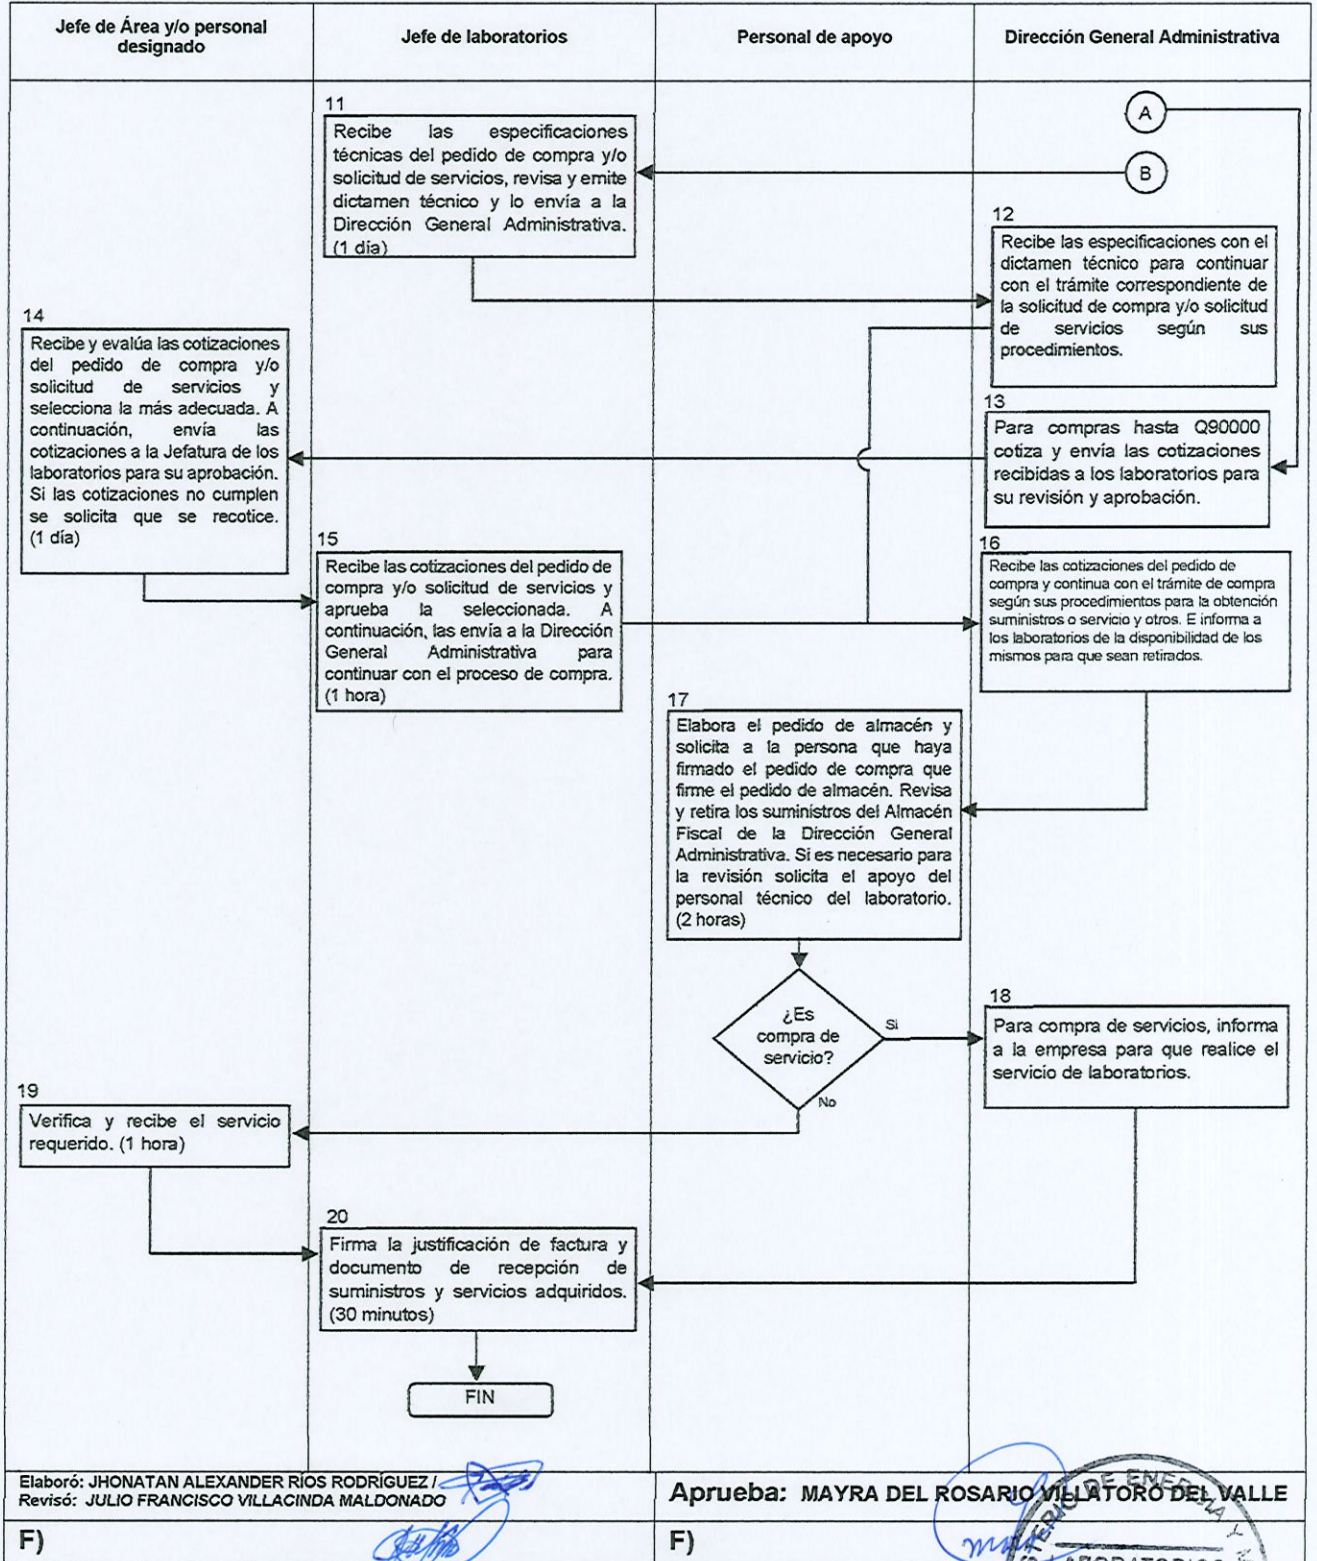 Jefe de Área y/o personal
designado
Jefe de laboratorios
Personal de apoyo
Dirección General Administrativa
A
B
11
Recibe las especificaciones
técnicas del pedido de compra y/o
solicitud de servicios, revisa y emite
dictamen técnico y lo envía a la
Dirección General Administrativa.
(1 día)
12
Recibe las especificaciones con el
dictamen técnico para continuar
con el trámite correspondiente de
la solicitud de compra y/o solicitud
de servicios según sus
procedimientos.
13
Para compras hasta Q90000
cotiza y envía las cotizaciones
recibidas a los laboratorios para
su revisión y aprobación.
14
Recibe y evalúa las cotizaciones
del pedido de compra y/o
solicitud de servicios y
selecciona la más adecuada. A
continuación, envía las
cotizaciones a la Jefatura de los
laboratorios para su aprobación.
Si las cotizaciones no cumplen
se solicita que se recotice.
(1 día)
15
Recibe las cotizaciones del pedido de
compra y/o solicitud de servicios y
aprueba la seleccionada. A
continuación, las envía a la Dirección
General Administrativa para
continuar con el proceso de compra.
(1 hora)
16
Recibe las cotizaciones del pedido de
compra y continua con el trámite de compra
según sus procedimientos para la obtención
suministros o servicio y otros. E informa a
los laboratorios de la disponibilidad de los
mismos para que sean retirados.
17
Elabora el pedido de almacén y
solicita a la persona que haya
firmado el pedido de compra que
firme el pedido de almacén. Revisa
y retira los suministros del Almacén
Fiscal de la Dirección General
Administrativa. Si es necesario para
la revisión solicita el apoyo del
personal técnico del laboratorio.
(2 horas)
¿Es
compra de
servicio?
Si
No
18
Para compra de servicios, informa
a la empresa para que realice el
servicio de laboratorios.
19
Verifica y recibe el servicio
requerido. (1 hora)
20
Firma la justificación de factura y
documento de recepción de
suministros y servicios adquiridos.
(30 minutos)
FIN
Elaboró: JHONATAN ALEXANDER RÍOS RODRÍGUEZ /
Revisó: JULIO FRANCISCO VILLACINDA MALDONADO
Aprueba: MAYRA DEL ROSARIO VILLATORO DEL VALLE
F)
F)
DE ENERGIA Y
LABORATORIOS